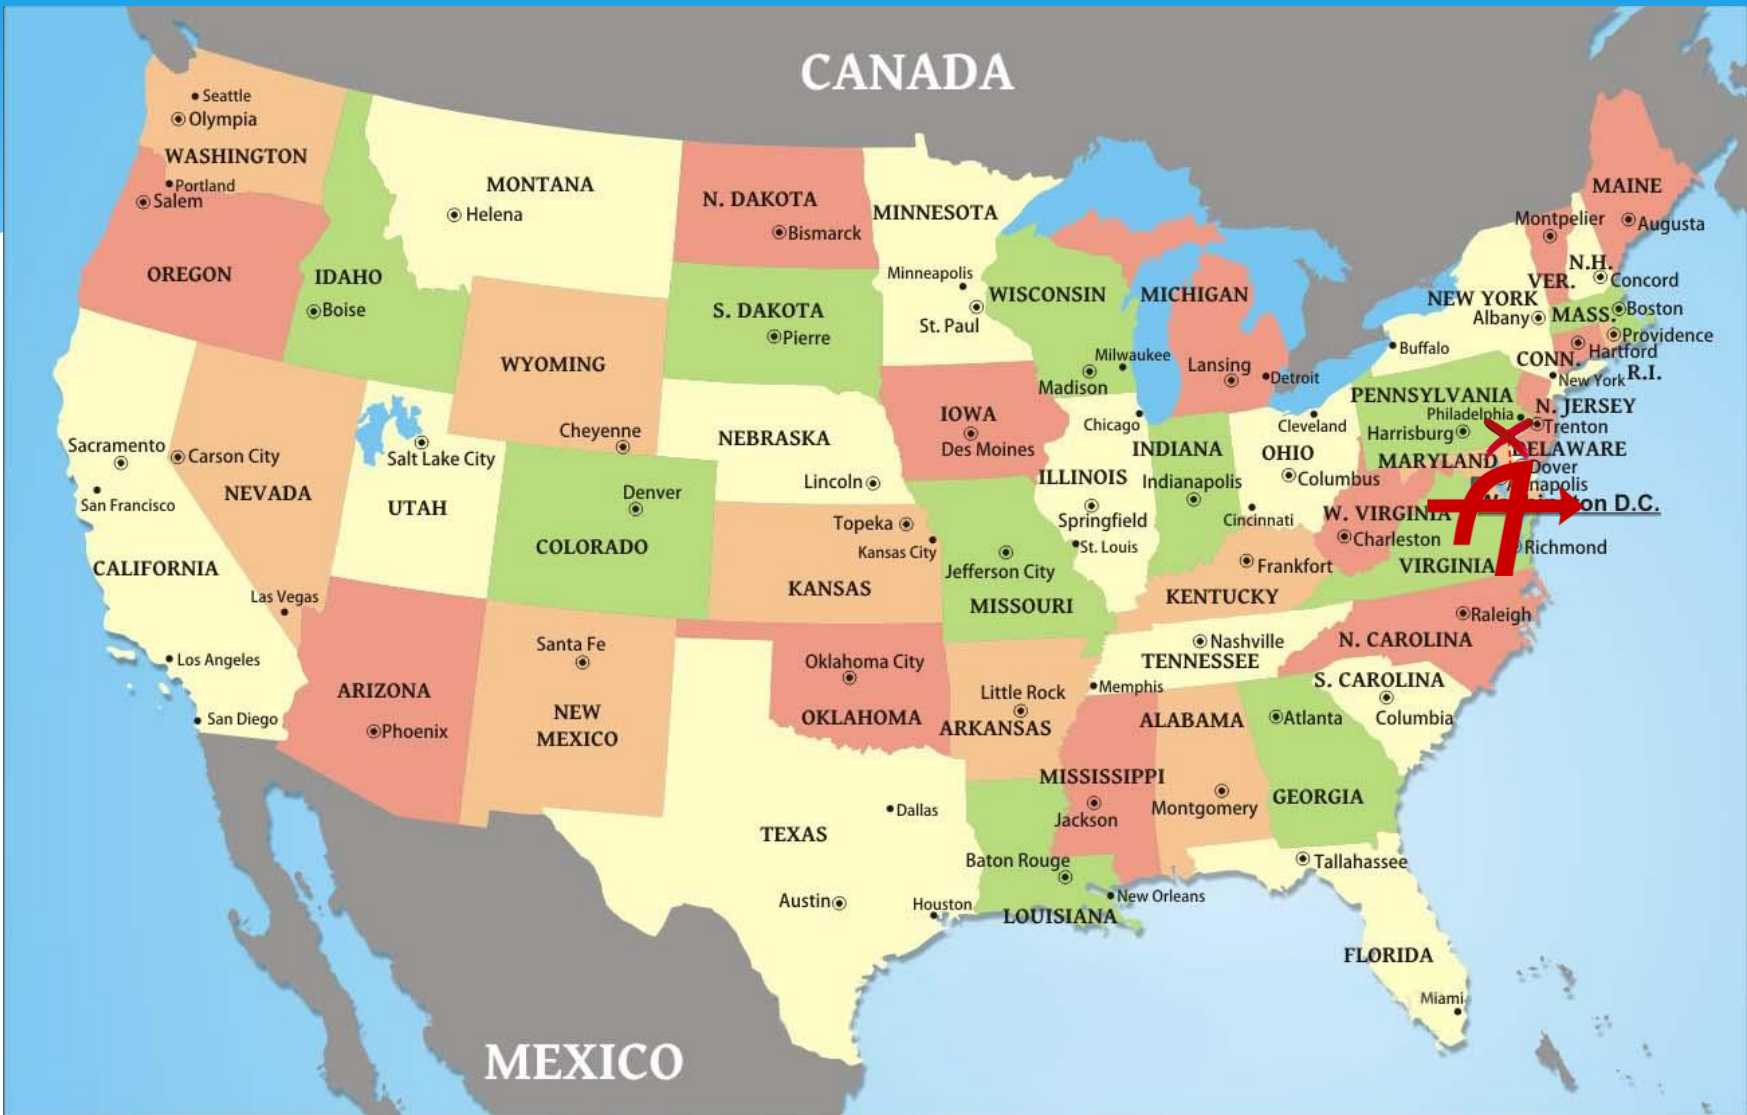 CANADA
Seattle
Olympia
WASHINGTON
Portland
Salem
OREGON
IDAHO
Boise
MONTANA
Helena
N. DAKOTA
Bismarck
MINNESOTA
Minneapolis
St. Paul
S. DAKOTA
Pierre
WISCONSIN
Milwaukee
Madison
MICHIGAN
Lansing
Detroit
MAINE
Augusta
Montpelier
N.H.
VER.
Concord
NEW YORK
Albany
MASS.
Boston
Providence
Hartford
CONN.
R.I.
Buffalo
New York
PENNSYLVANIA
Philadelphia
Harrisburg
N. JERSEY
Trenton
DELAWARE
Dover
MARYLAND
on D.C.
WYOMING
Cheyenne
NEBRASKA
Lincoln
IOWA
Des Moines
Chicago
ILLINOIS
Springfield
INDIANA
Indianapolis
OHIO
Cleveland
Columbus
Cincinnati
W. VIRGINIA
Charleston
VIRGINIA
Richmond
Sacramento
San Francisco
Carson City
NEVADA
Salt Lake City
UTAH
Denver
COLORADO
Topeka
Kansas City
KANSAS
St. Louis
Jefferson City
MISSOURI
Frankfort
KENTUCKY
CALIFORNIA
Las Vegas
Los Angeles
San Diego
ARIZONA
Phoenix
Santa Fe
NEW
MEXICO
Oklahoma City
OKLAHOMA
Little Rock
ARKANSAS
Nashville
TENNESSEE
Memphis
Raleigh
N. CAROLINA
S. CAROLINA
Columbia
ALABAMA
Montgomery
Atlanta
GEORGIA
MISSISSIPPI
Jackson
TEXAS
Dallas
Austin
Houston
Baton Rouge
New Orleans
LOUISIANA
Tallahassee
FLORIDA
Miami
MEXICO